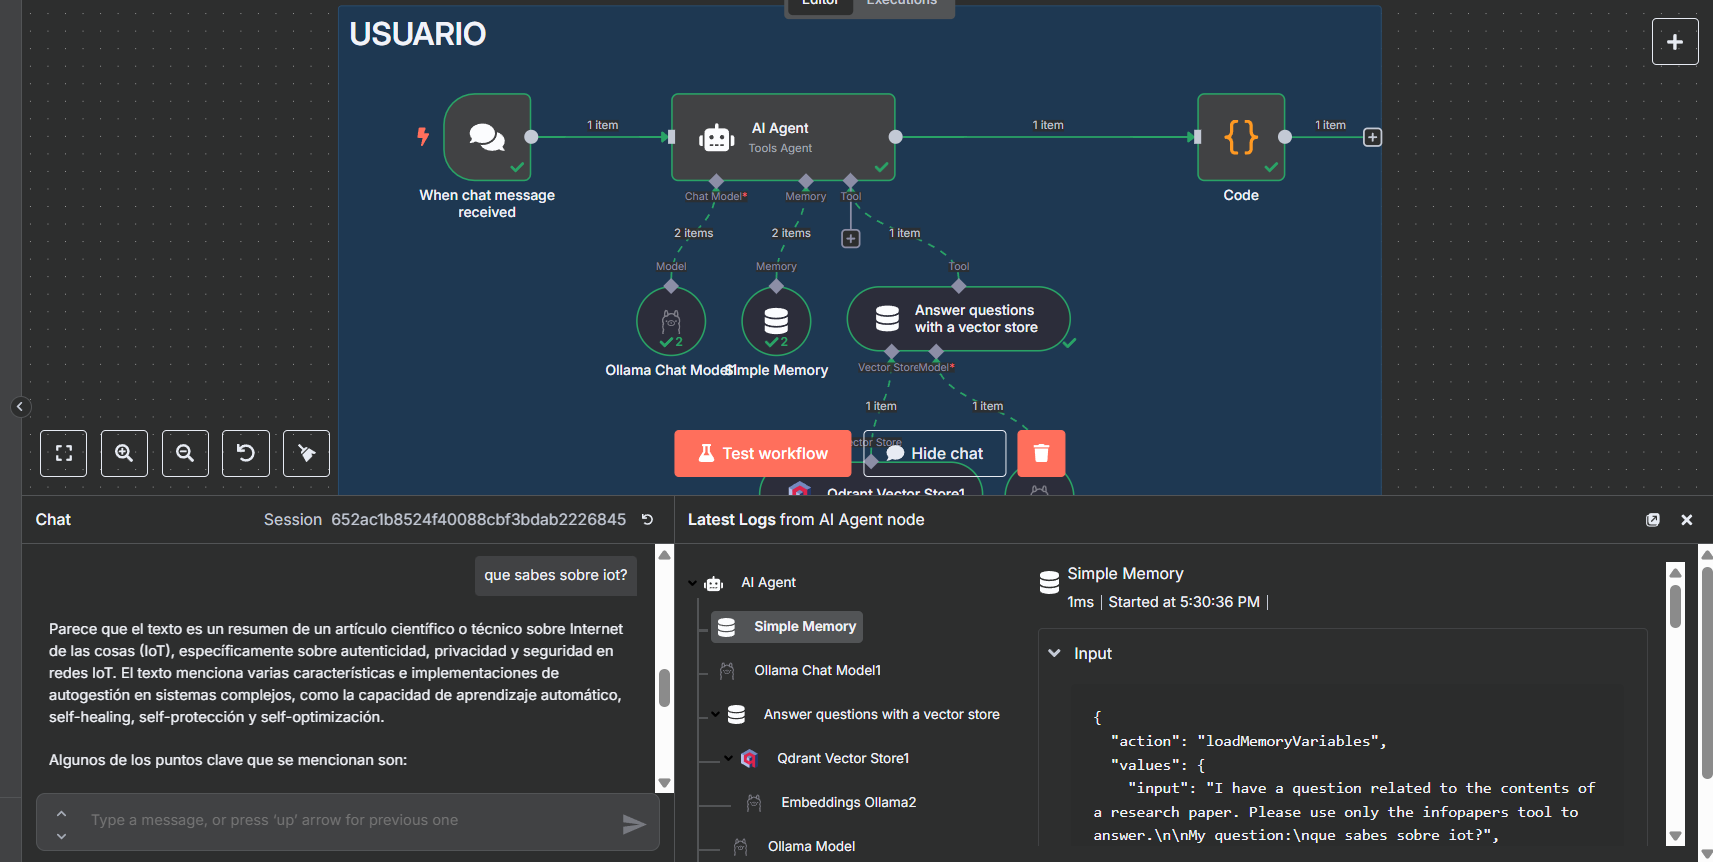 Editor
Executions
USUARIO
1 item
AI Agent
Tools Agent
1 item
1 item
When chat message
received
Chat Model*
Memory
Tool
Code
2 items
2 items
1 item
Model
Memory
Tool
Answer questions
with a vector store
2
2
Ollama Chat Model1
Simple Memory
Vector Store
Model*
1 item
1 item
Test workflow
ector Store
Hide chat
Qdrant Vector Store1
Chat
Session 652ac1b8524f40088cbf3bdab2226845
Latest Logs from AI Agent node
que sabes sobre iot?
Parece que el texto es un resumen de un artículo científico o técnico sobre Internet
de las cosas (IoT), específicamente sobre autenticidad, privacidad y seguridad en
redes IoT. El texto menciona varias características e implementaciones de
autogestión en sistemas complejos, como la capacidad de aprendizaje automático,
self-healing, self-protección y self-optimización.
Algunos de los puntos clave que se mencionan son:
Type a message, or press ‘up’ arrow for previous one
AI Agent
Simple Memory
Ollama Chat Model1
Answer questions with a vector store
Qdrant Vector Store1
Embeddings Ollama2
Ollama Model
Simple Memory
1ms | Started at 5:30:36 PM |
Input
{
"action": "loadMemoryVariables",
"values": {
"input": "I have a question related to the contents of
a research paper. Please use only the infopapers tool to
answer.\n\nMy question:\nque sabes sobre iot?",